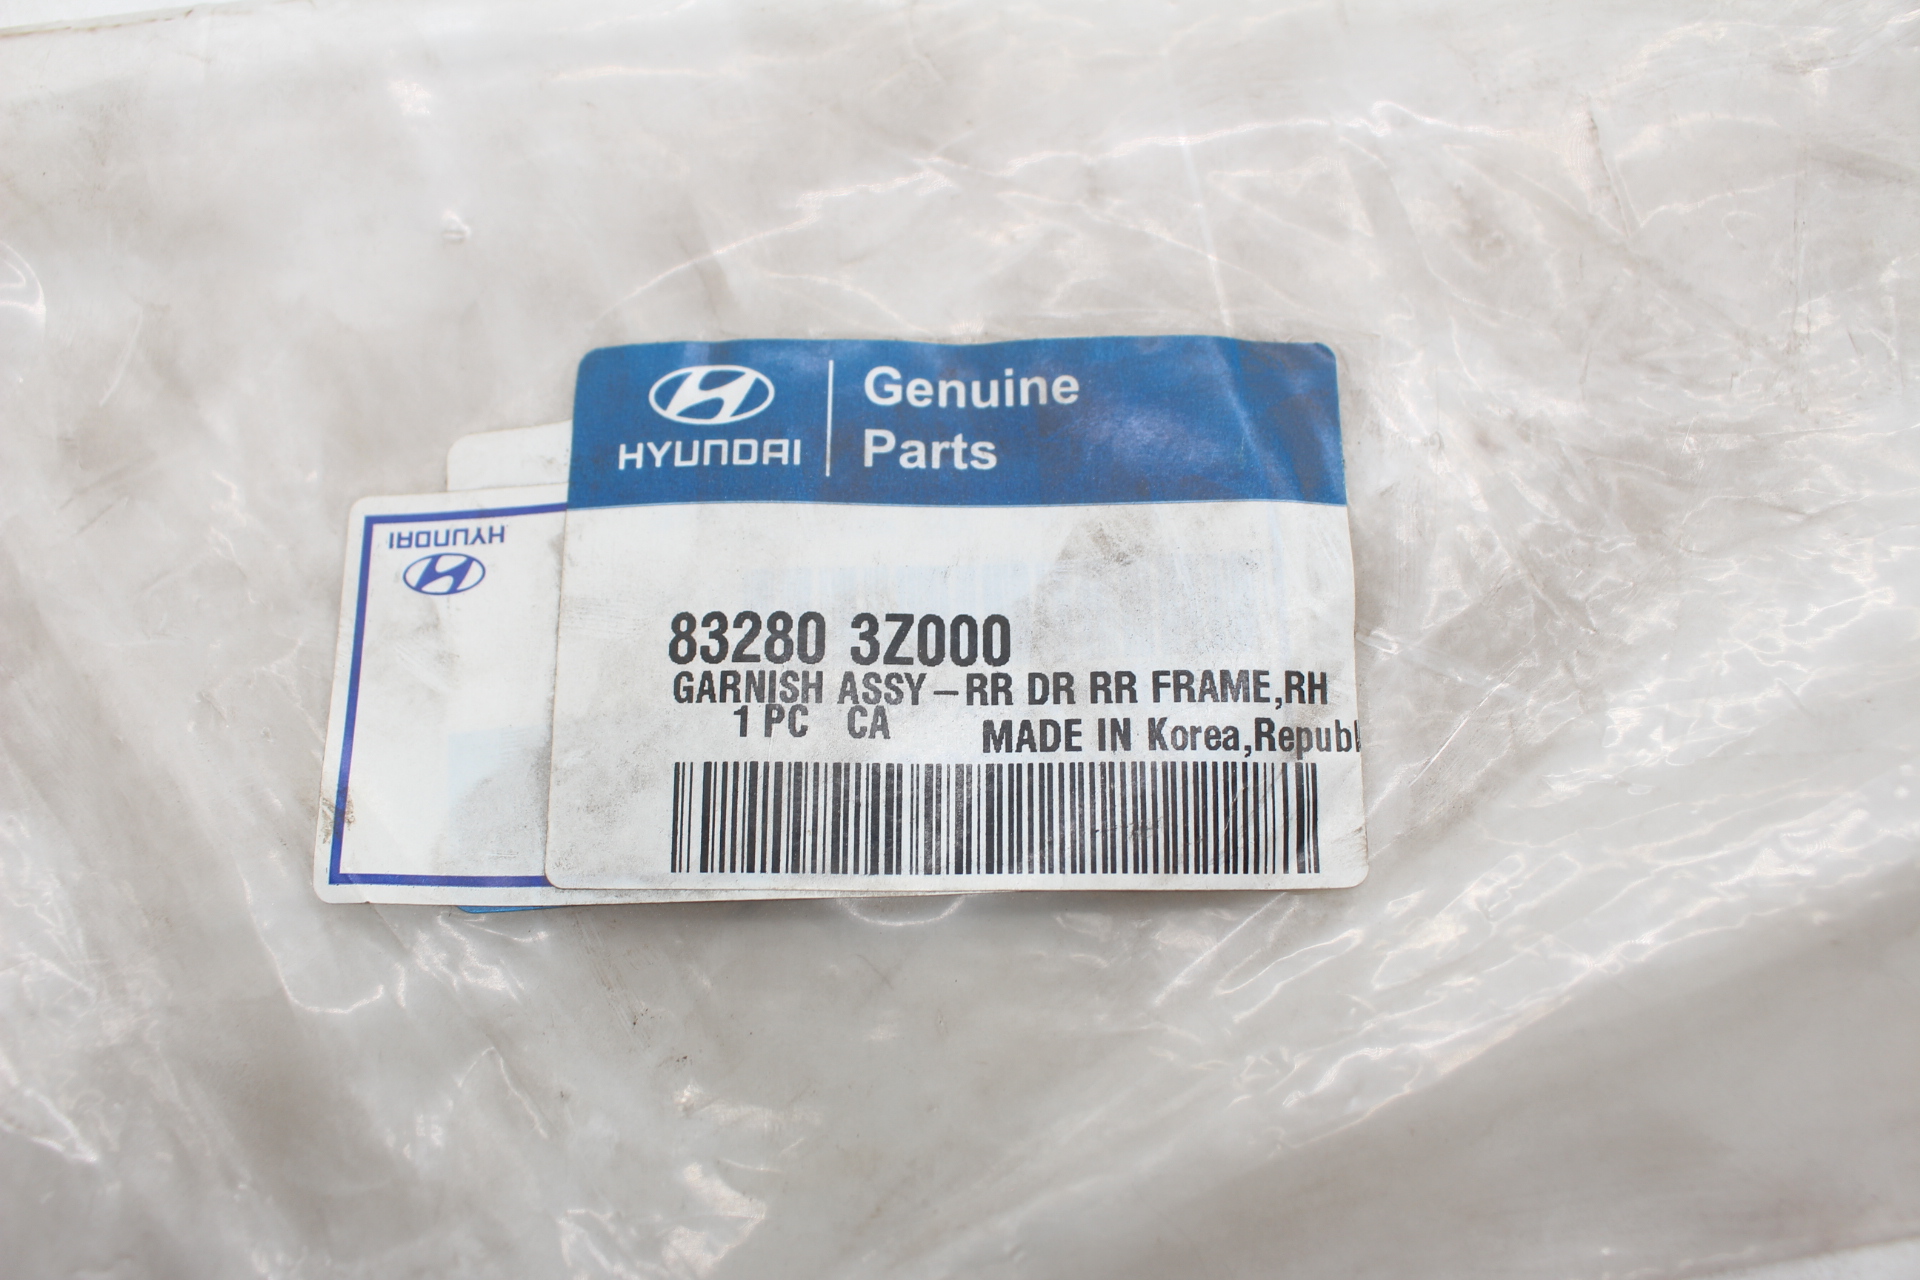 HYUNDAI
Genuine
Parts
HYUNDAI
83280 3Z000
GARNISH ASSY-RR DR RR FRAME,RH
1 PC CA
MADE IN Korea,Republ